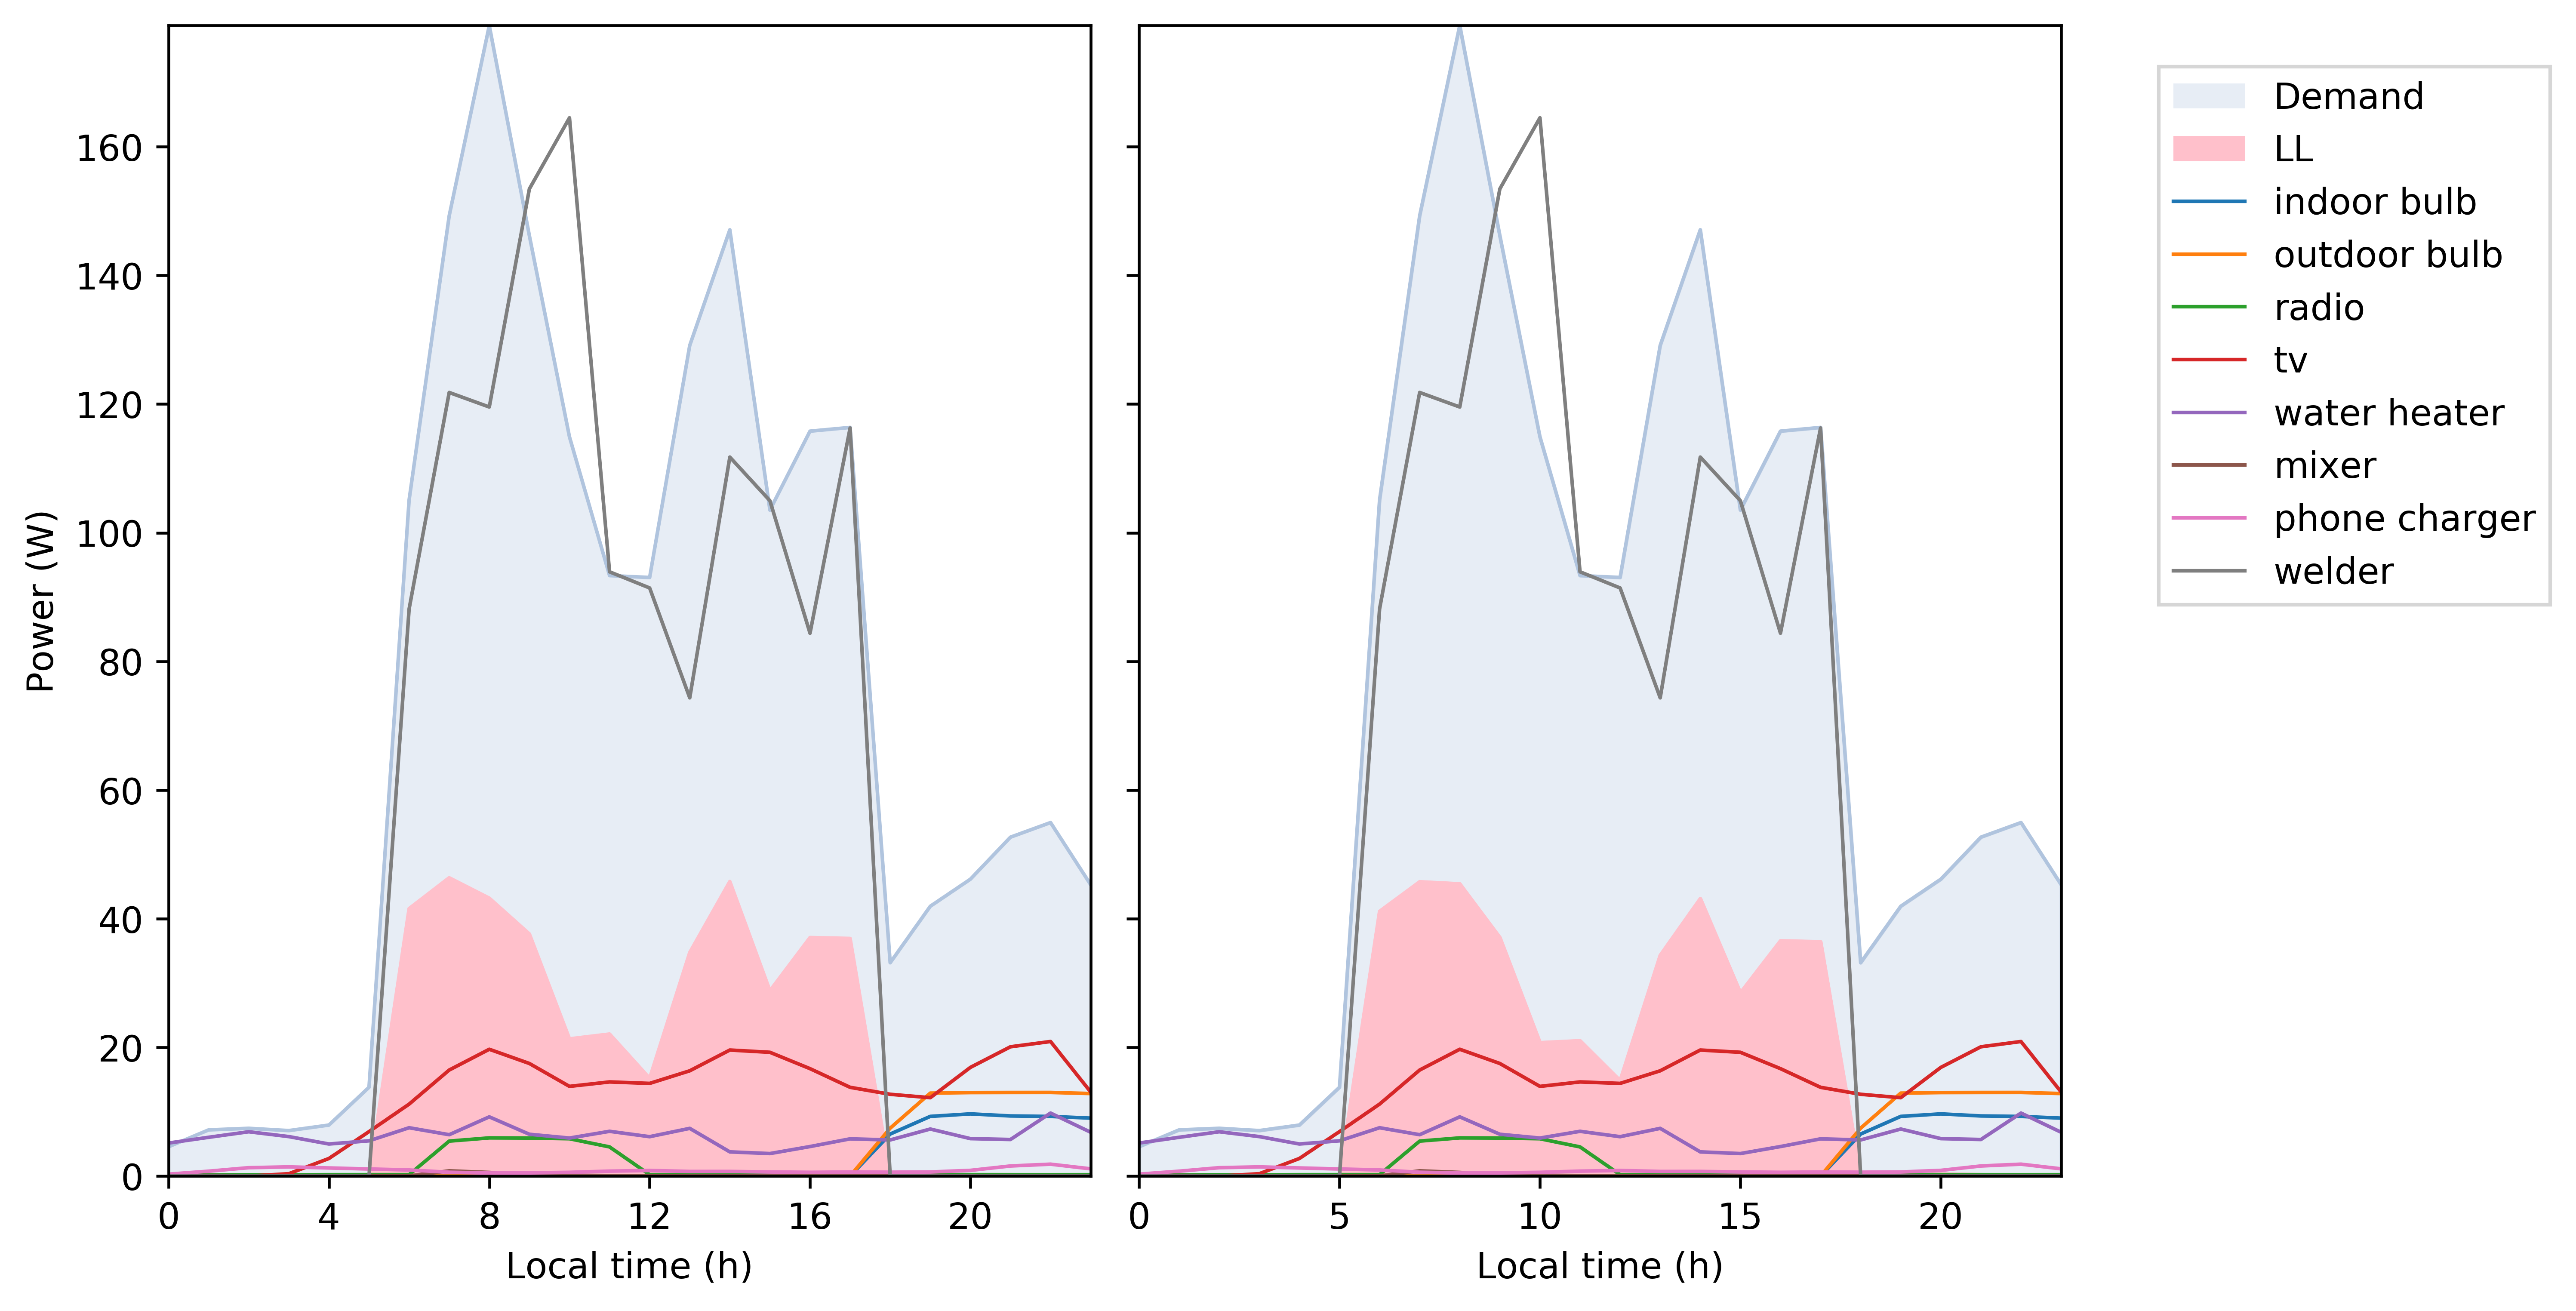 160
140
120
100
80
60
40
20
0
Power (W)
0 4 8 12 16 20
Local time (h)
0 5 10 15 20
Local time (h)
Demand
LL
indoor bulb
outdoor bulb
radio
tv
water heater
mixer
phone charger
welder